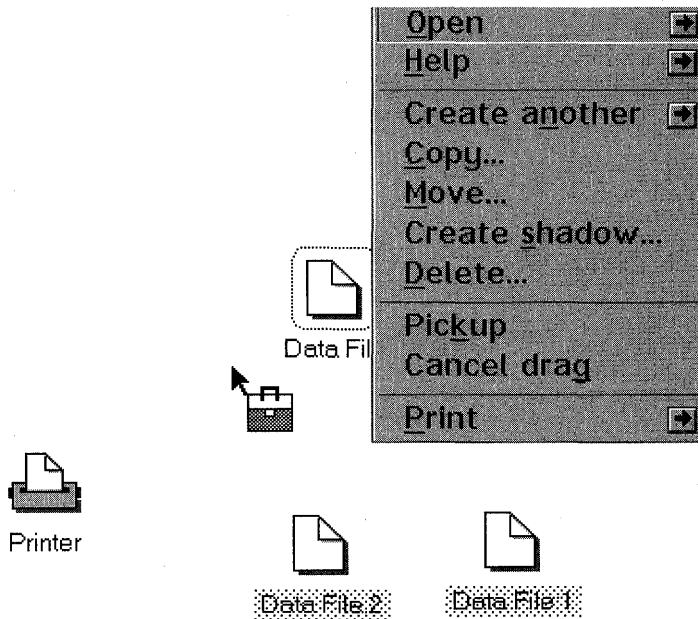 Open
Help
Create another
Copy...
Move...
Create shadow...
Delete...
Data Fil
Pickup
Cancel drag
Print
Printer
Data File 2
Data File 1